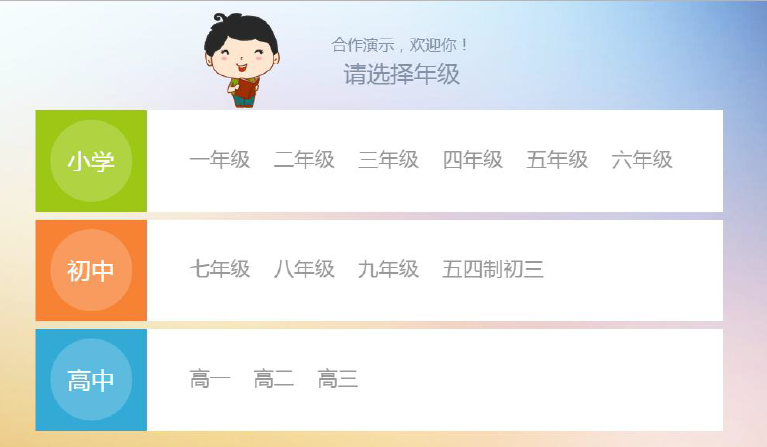 合作演示，欢迎你！
请选择年级
小学 一年级 二年级 三年级 四年级 五年级 六年级
初中 七年级 八年级 九年级 五四制初三
高中 高一 高二 高三